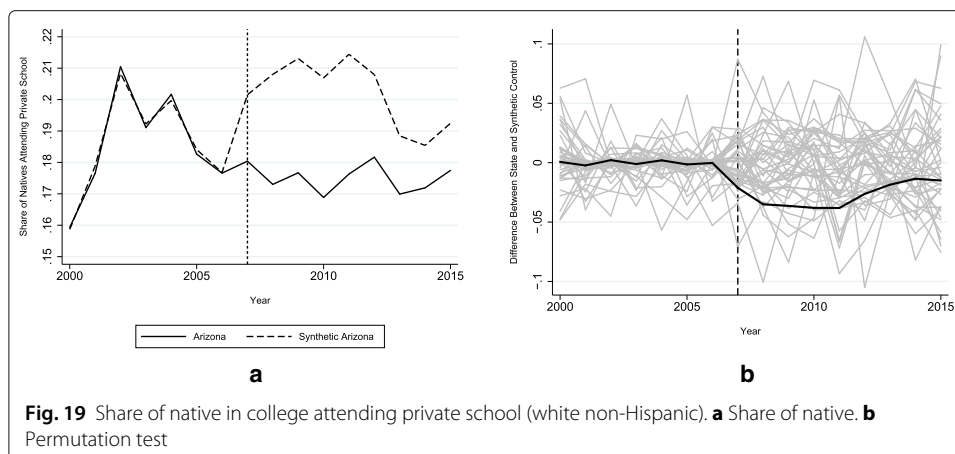 Share of Natives Attending Private School
.22
.21
.2
.19
.18
.17
.16
.15
2000
2005
2010
2015
Year
Arizona
Synthetic Arizona
a
Difference Between State and Synthetic Control
.1
.05
0
-.05
-.1
2000
2005
2010
2015
Year
b
Fig. 19 Share of native in college attending private school (white non-Hispanic). a Share of native. b
Permutation test